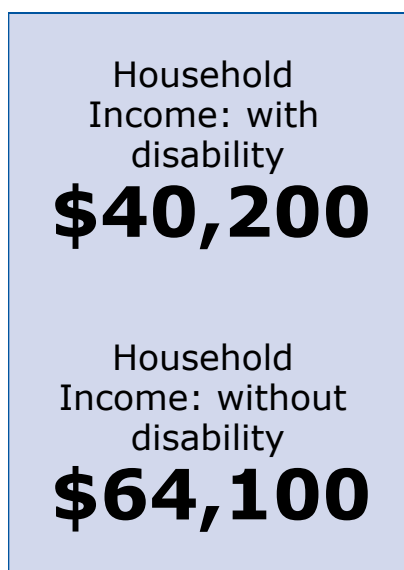 Household
Income: with
disability
$40,200
Household
Income: without
disability
$64,100